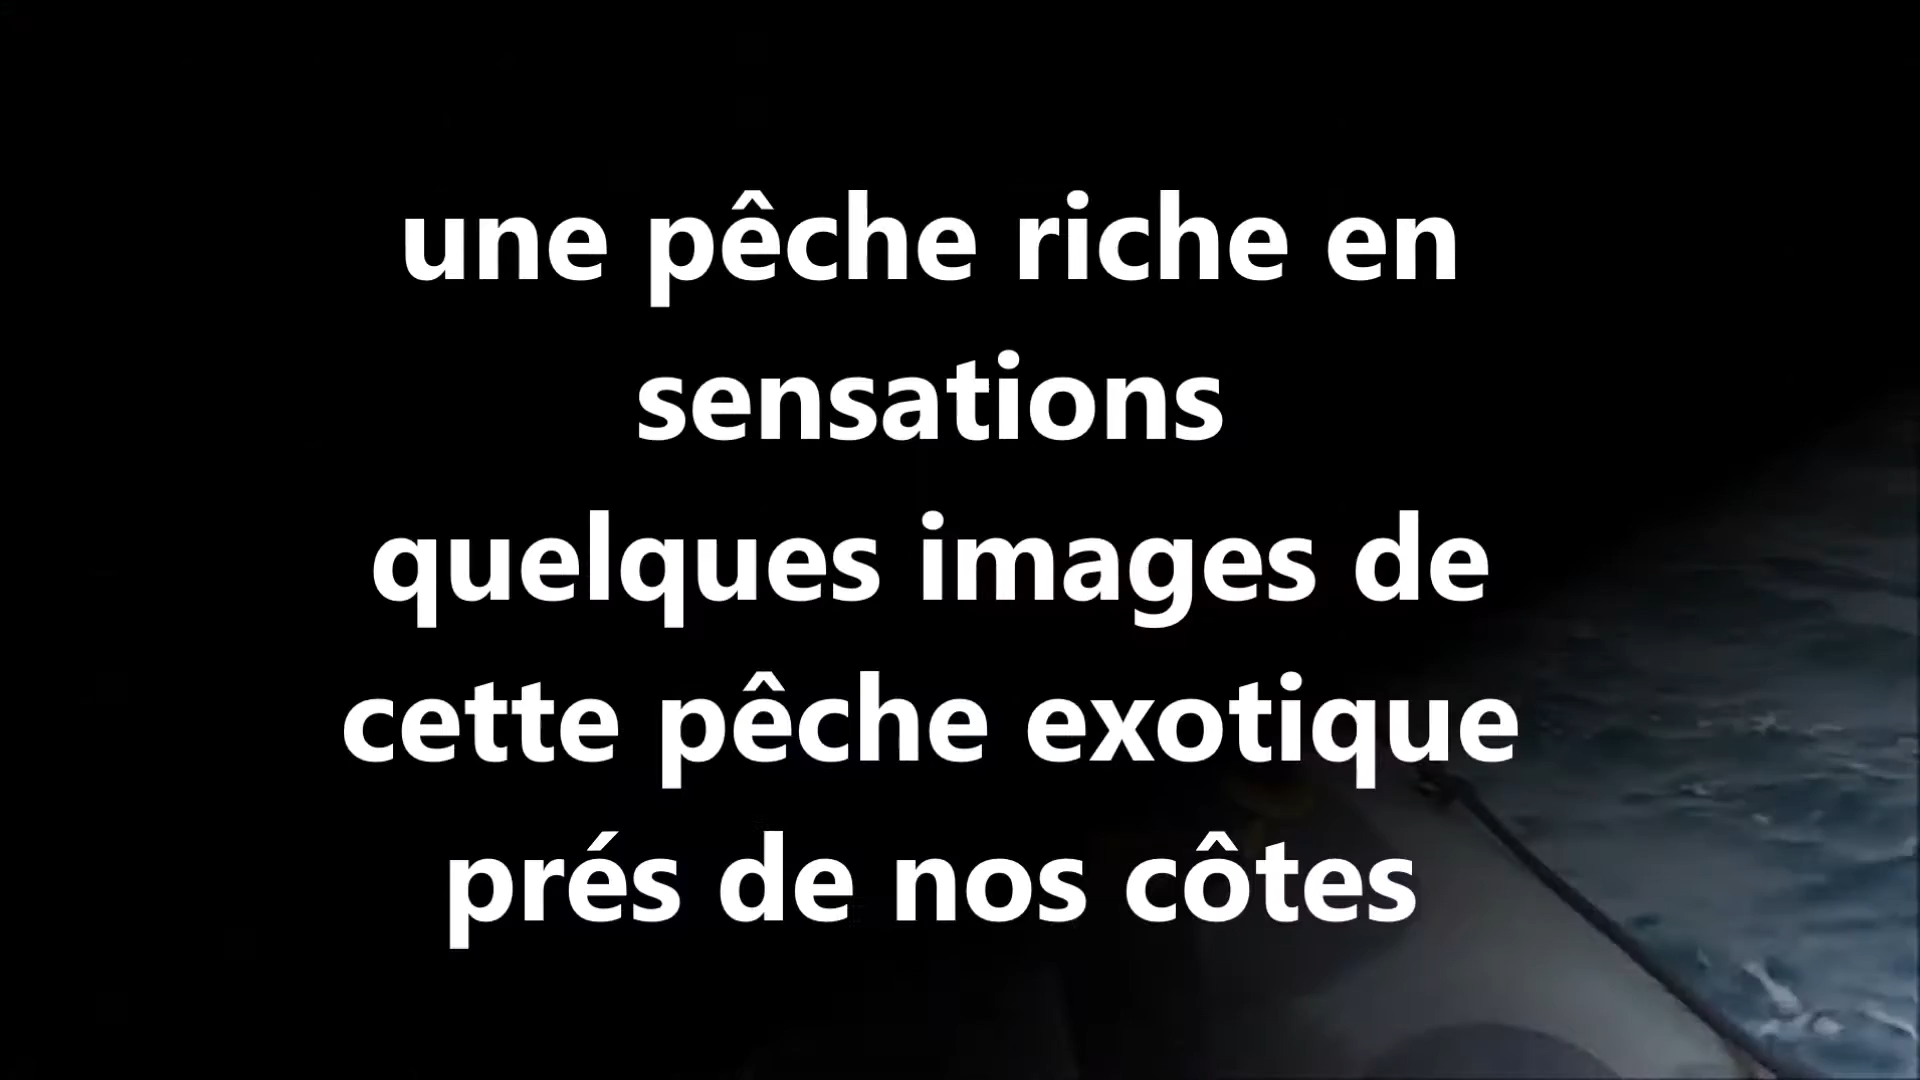 une pêche riche en
sensations
quelques images de
cette pêche exotique
prés de nos côtes